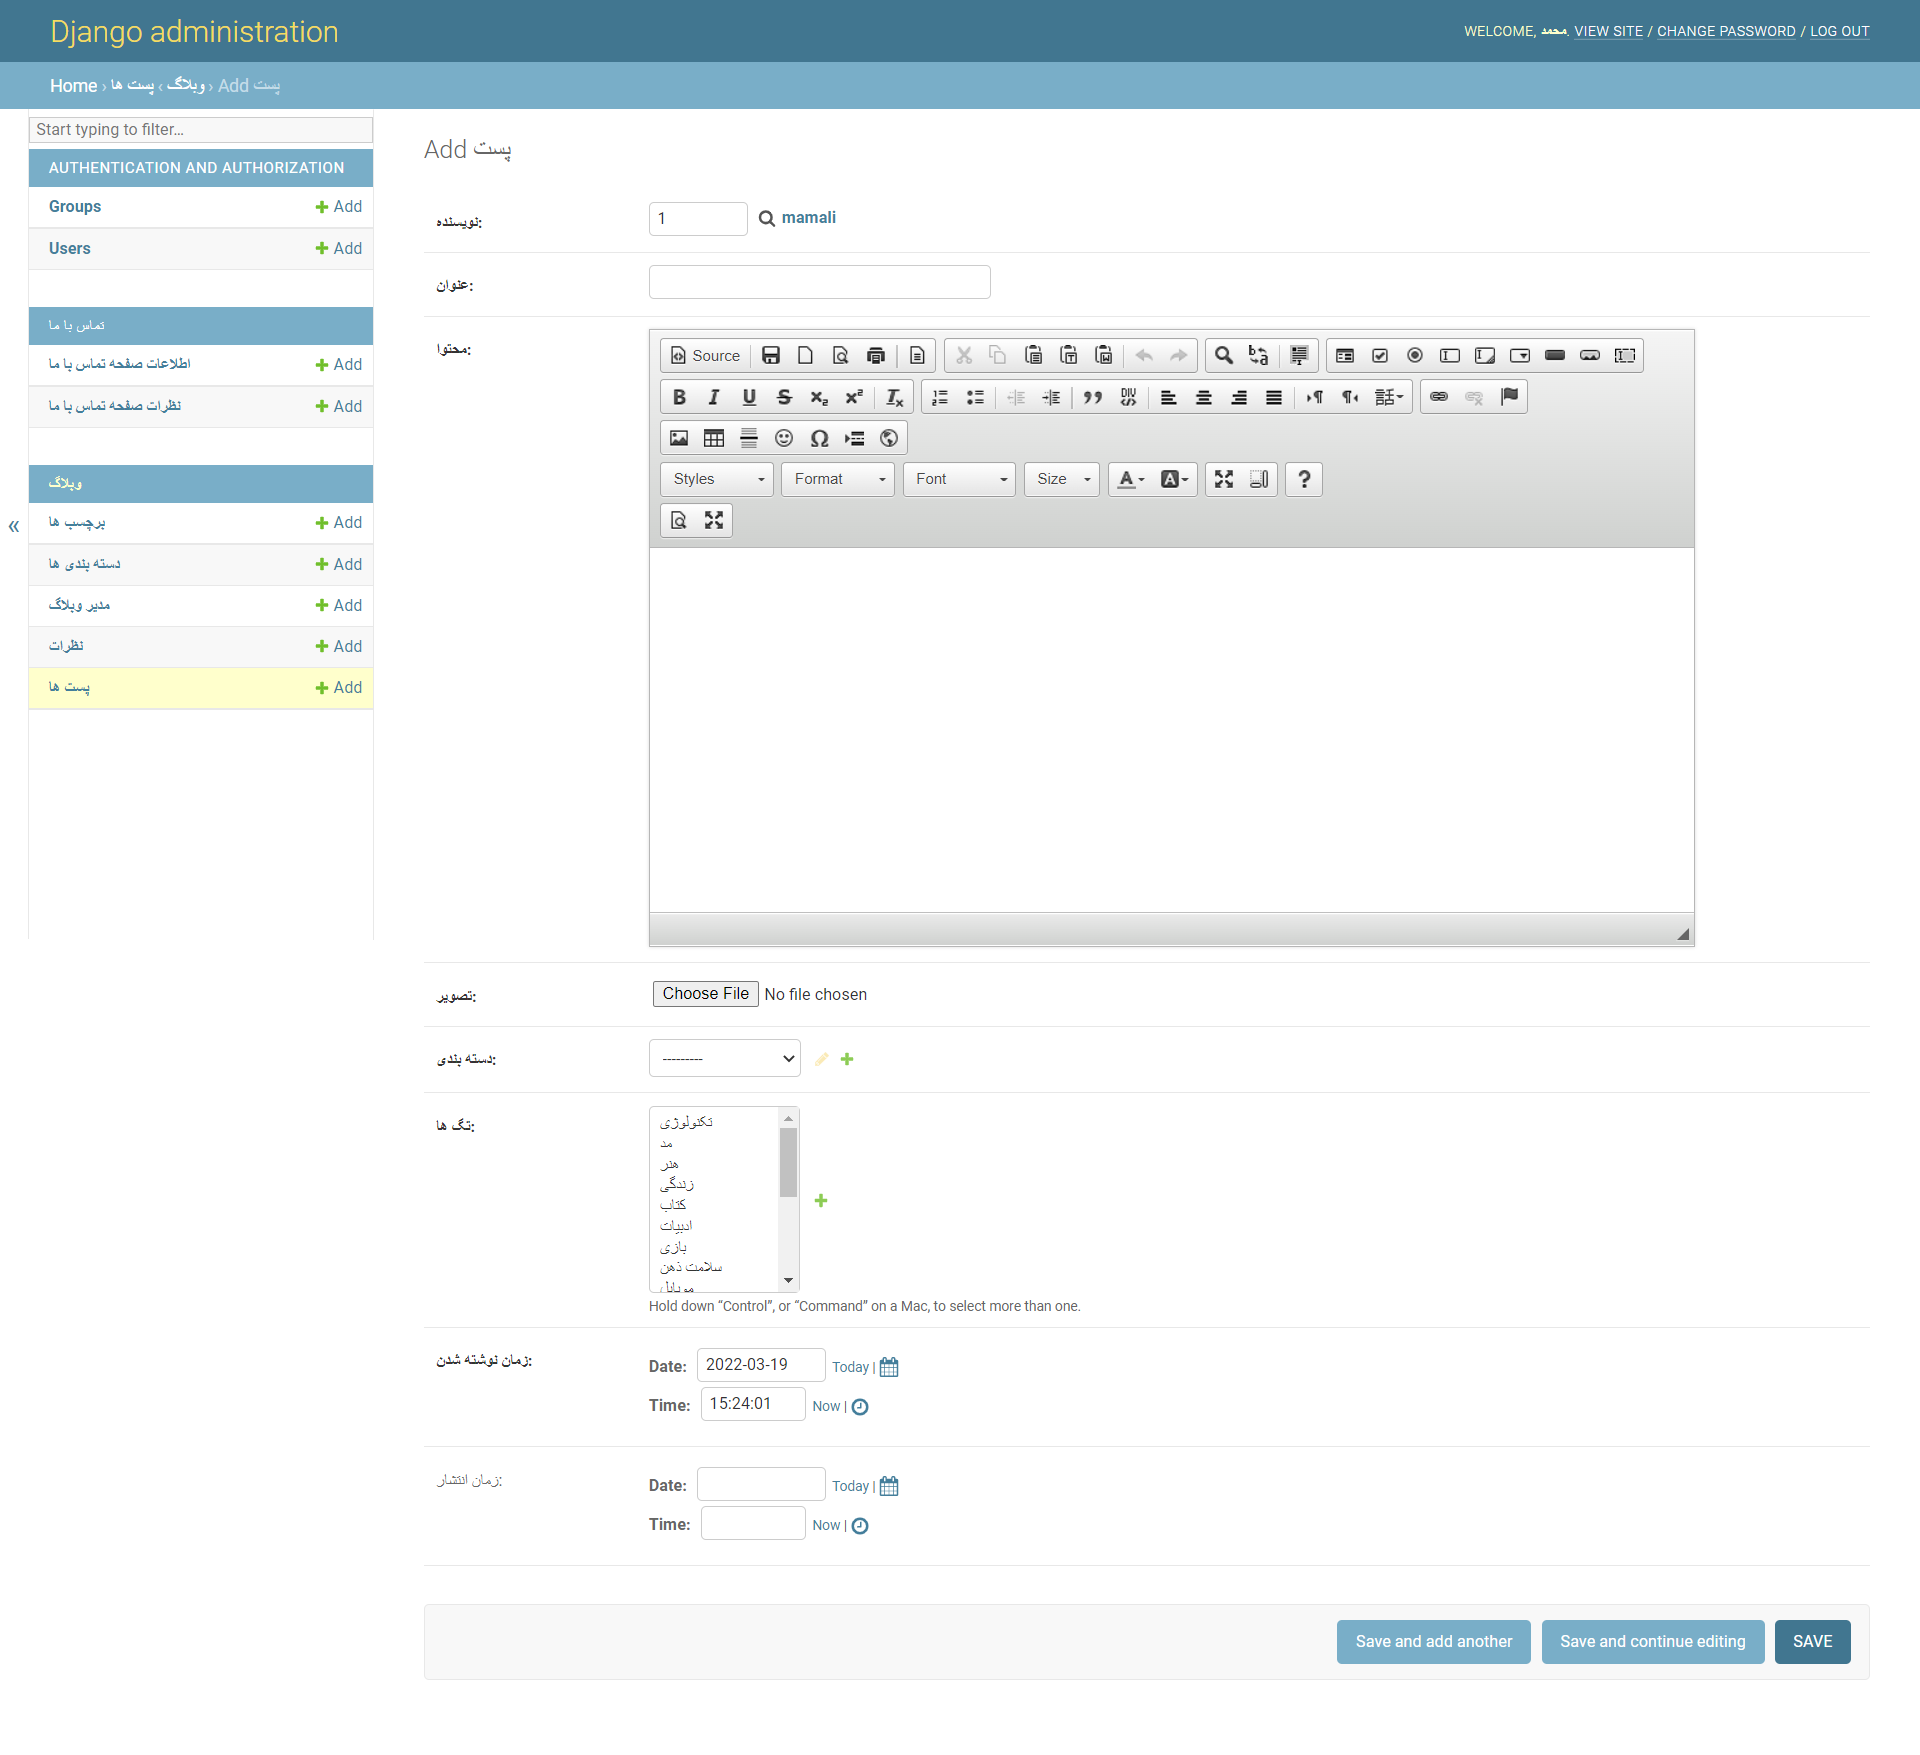 Django administration
WELCOME, محمد. VIEW SITE / CHANGE PASSWORD / LOG OUT
Home › وبلاگ › پست ها › Add پست
Start typing to filter...
AUTHENTICATION AND AUTHORIZATION
Groups Add
Users Add
تماس با ما
اطلاعات صفحه تماس با ما Add
نظرات صفحه تماس با ما Add
وبلاگ
برچسب ها Add
دسته بندی ها Add
مدیر وبلاگ Add
نظرات Add
پست ها Add
«
Add پست
نویسنده: 1 mamali
عنوان:
محتوا:
Source
Styles Format Font Size
تصویر: Choose File No file chosen
دسته بندی: ---------
تگ ها:
تکنولوژی
مد
هنر
زندگی
کتاب
ادبیات
بازی
سلامت ذهن
موبایل
Hold down “Control”, or “Command” on a Mac, to select more than one.
زمان نوشته شدن:
Date: 2022-03-19 Today |
Time: 15:24:01 Now |
زمان انتشار:
Date: Today |
Time: Now |
Save and add another Save and continue editing SAVE